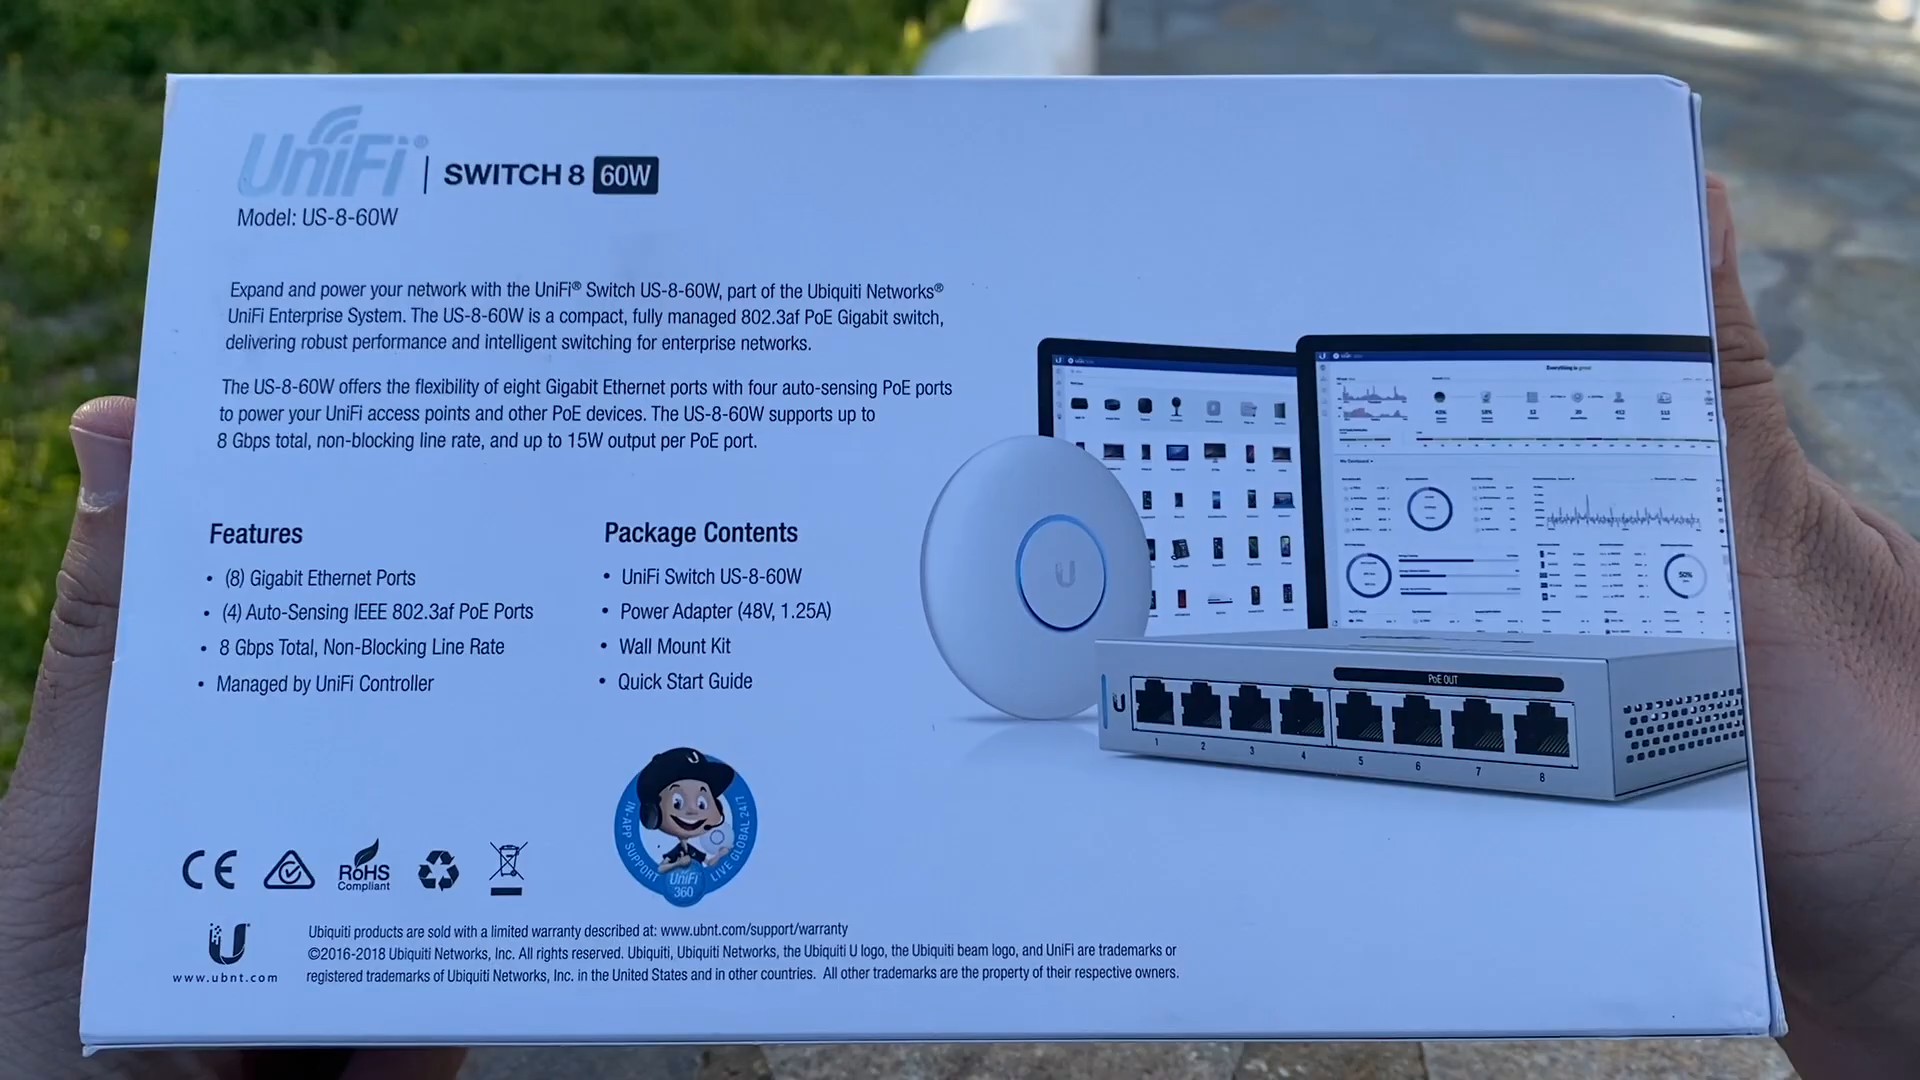 UniFi® | SWITCH 8 60W
Model: US-8-60W
Expand and power your network with the UniFi® Switch US-8-60W, part of the Ubiquiti Networks®
UniFi Enterprise System. The US-8-60W is a compact, fully managed 802.3af PoE Gigabit switch,
delivering robust performance and intelligent switching for enterprise networks.
The US-8-60W offers the flexibility of eight Gigabit Ethernet ports with four auto-sensing PoE ports
to power your UniFi access points and other PoE devices. The US-8-60W supports up to
8 Gbps total, non-blocking line rate, and up to 15W output per PoE port.
Features
• (8) Gigabit Ethernet Ports
• (4) Auto-Sensing IEEE 802.3af PoE Ports
• 8 Gbps Total, Non-Blocking Line Rate
• Managed by UniFi Controller
Package Contents
• UniFi Switch US-8-60W
• Power Adapter (48V, 1.25A)
• Wall Mount Kit
• Quick Start Guide
Everything is great
50%
PoE OUT
1 2 3 4 5 6 7 8
IN-APP SUPPORT
LIVE GLOBAL 24/7
UniFi
360
CE
RoHS
Compliant
www.ubnt.com
Ubiquiti products are sold with a limited warranty described at: www.ubnt.com/support/warranty
©2016-2018 Ubiquiti Networks, Inc. All rights reserved. Ubiquiti, Ubiquiti Networks, the Ubiquiti U logo, the Ubiquiti beam logo, and UniFi are trademarks or
registered trademarks of Ubiquiti Networks, Inc. in the United States and in other countries. All other trademarks are the property of their respective owners.